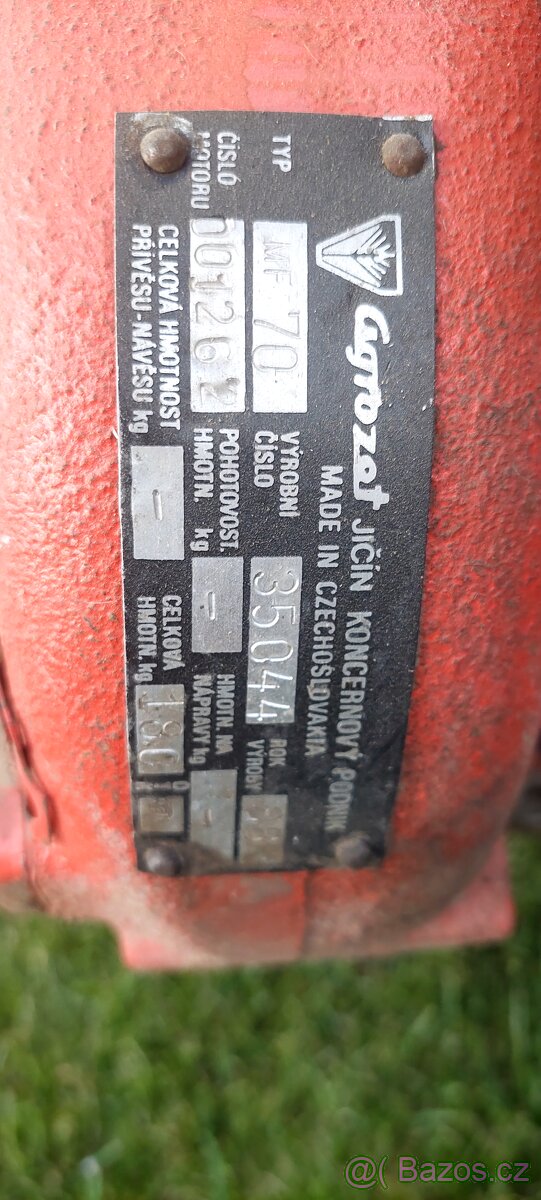 agrozet JIČÍN KONCERNOVÝ PODNIK
MADE IN CZECHOSLOVAKIA
TYP MF 70 VÝROBNÍ ČÍSLO 35044 ROK VÝROBY
ČÍSLO MOTORU 001262 POHOTOVOST. HMOTN. kg - HMOTN. NA NÁPRAVY kg -
CELKOVÁ HMOTNOST PŘÍVĚSU-NÁVĚSU kg - CELKOVÁ HMOTN. kg 180
@ Bazos.cz